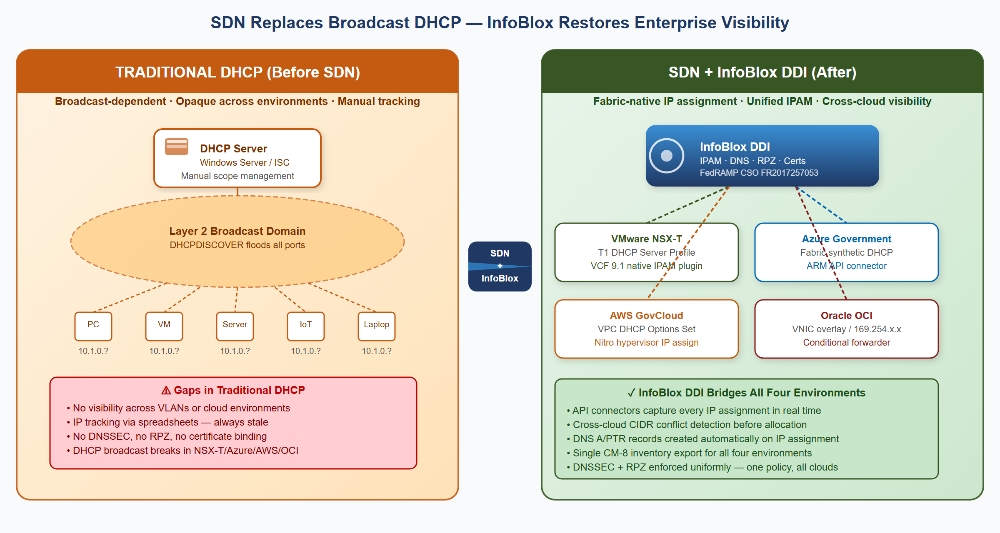 SDN Replaces Broadcast DHCP — InfoBlox Restores Enterprise Visibility
TRADITIONAL DHCP (Before SDN)
Broadcast-dependent · Opaque across environments · Manual tracking
DHCP Server
Windows Server / ISC
Manual scope management
Layer 2 Broadcast Domain
DHCPDISCOVER floods all ports
PC
VM
Server
IoT
Laptop
10.1.0.?
10.1.0.?
10.1.0.?
10.1.0.?
10.1.0.?
⚠ Gaps in Traditional DHCP
• No visibility across VLANs or cloud environments
• IP tracking via spreadsheets — always stale
• No DNSSEC, no RPZ, no certificate binding
• DHCP broadcast breaks in NSX-T/Azure/AWS/OCI
SDN
+
InfoBlox
SDN + InfoBlox DDI (After)
Fabric-native IP assignment · Unified IPAM · Cross-cloud visibility
InfoBlox DDI
IPAM · DNS · RPZ · Certs
FedRAMP CSO FR2017257053
VMware NSX-T
T1 DHCP Server Profile
VCF 9.1 native IPAM plugin
Azure Government
Fabric synthetic DHCP
ARM API connector
AWS GovCloud
VPC DHCP Options Set
Nitro hypervisor IP assign
Oracle OCI
VNIC overlay / 169.254.x.x
Conditional forwarder
✓ InfoBlox DDI Bridges All Four Environments
• API connectors capture every IP assignment in real time
• Cross-cloud CIDR conflict detection before allocation
• DNS A/PTR records created automatically on IP assignment
• Single CM-8 inventory export for all four environments
• DNSSEC + RPZ enforced uniformly — one policy, all clouds